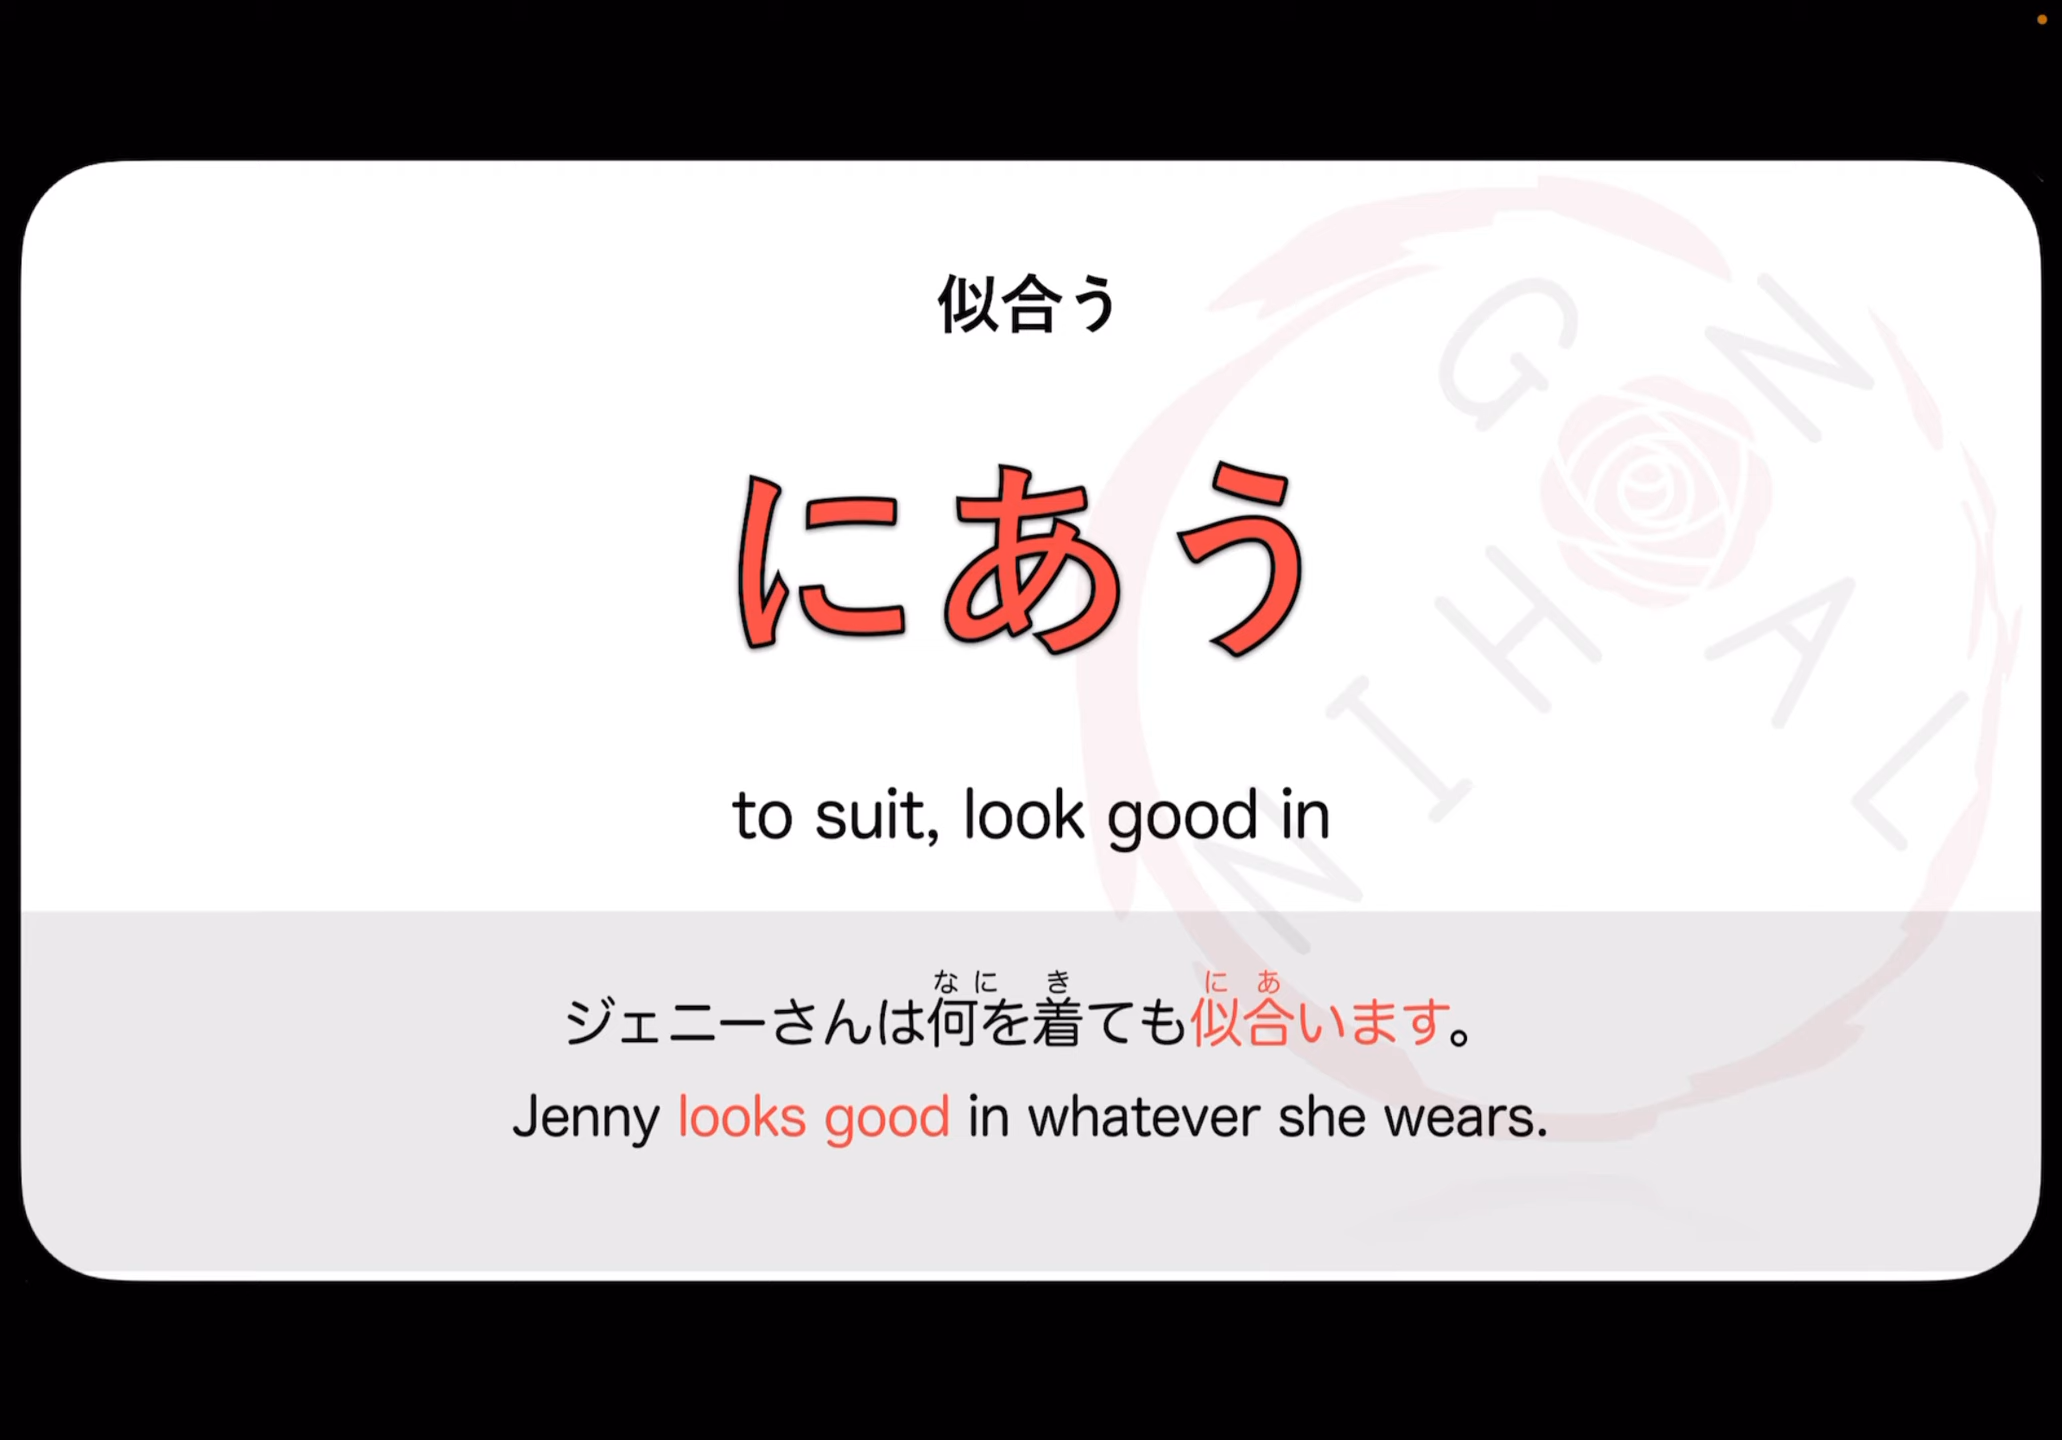 似合う
にあう
to suit, look good in
なに き に あ
ジェニーさんは何を着ても似合います。
Jenny looks good in whatever she wears.
NIHAL
GN